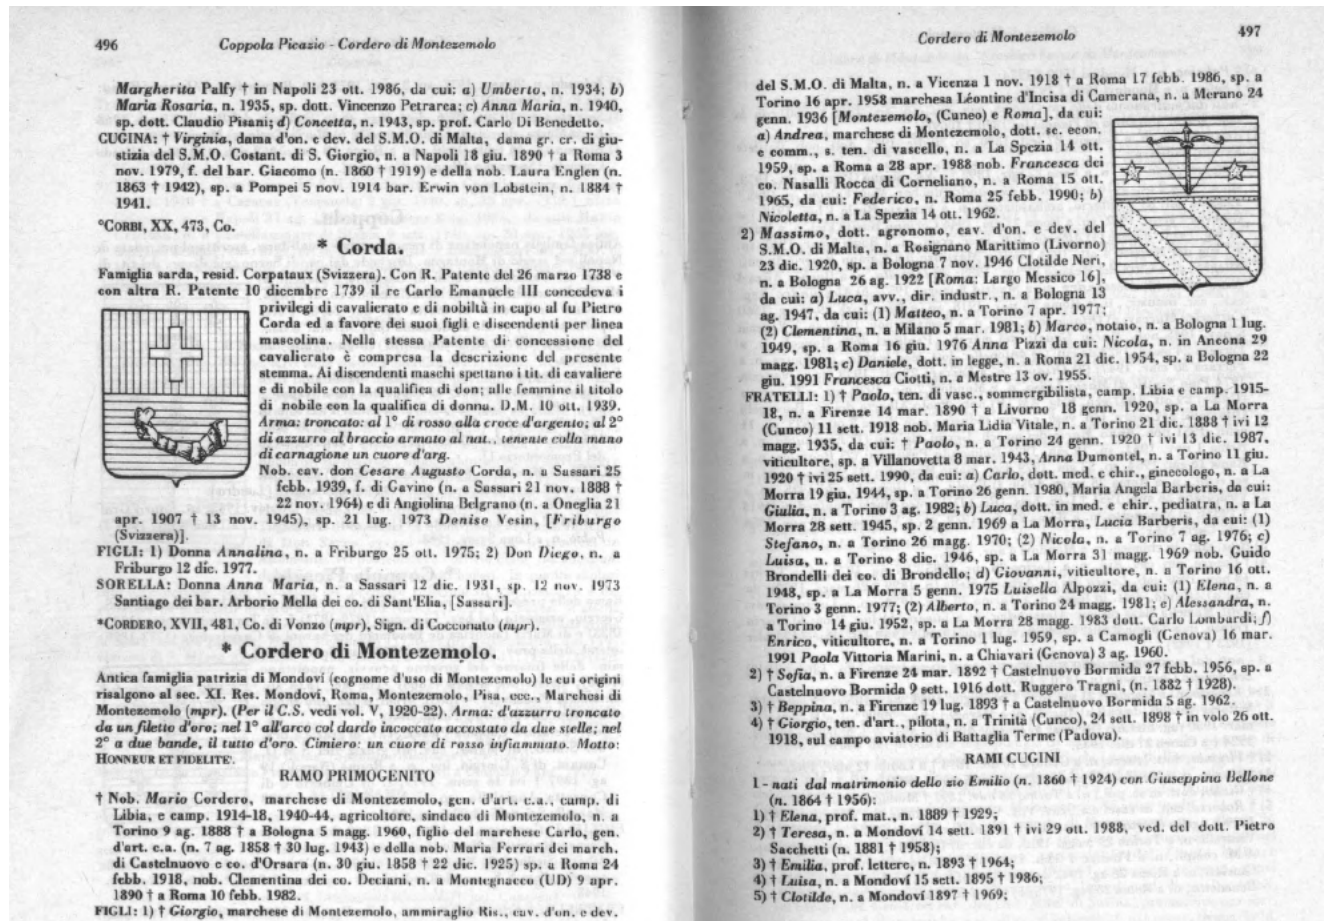 496
Coppola Picazio - Cordero di Montezemolo
Margherita Palfy † in Napoli 23 ott. 1986, da cui: a) Umberto, n. 1934; b)
Maria Rosaria, n. 1935, sp. dott. Vincenzo Petrarca; c) Anna Maria, n. 1940,
sp. dott. Claudio Pisani; d) Concetta, n. 1943, sp. prof. Carlo Di Benedetto.
CUGINA: † Virginia, dama d'on. e dev. del S.M.O. di Malta, dama gr. cr. di giu-
stizia del S.M.O. Costant. di S. Giorgio, n. a Napoli 18 giu. 1890 † a Roma 3
nov. 1979, f. del bar. Giacomo (n. 1860 † 1919) e della nob. Laura Englen (n.
1863 † 1942), sp. a Pompei 5 nov. 1914 bar. Erwin von Lobstein, n. 1884 †
1941.
°CORBI, XX, 473, Co.
* Corda.
Famiglia sarda, resid. Corpataux (Svizzera). Con R. Patente del 26 marzo 1738 e
con altra R. Patente 10 dicembre 1739 il re Carlo Emanuele III concedeva i
privilegi di cavalierato e di nobiltà in capo al fu Pietro
Corda ed a favore dei suoi figli e discendenti per linea
mascolina. Nella stessa Patente di concessione del
cavalierato è compresa la descrizione del presente
stemma. Ai discendenti maschi spettano i tit. di cavaliere
e di nobile con la qualifica di don; alle femmine il titolo
di nobile con la qualifica di donna. D.M. 10 ott. 1939.
Arma: troncato: al 1° di rosso alla croce d'argento; al 2°
di azzurro al braccio armato al nat., tenente colla mano
di carnagione un cuore d'arg.
Nob. cav. don Cesare Augusto Corda, n. a Sassari 25
febb. 1939, f. di Gavino (n. a Sassari 21 nov. 1888 †
22 nov. 1964) e di Angiolina Belgrano (n. a Oneglia 21
apr. 1907 † 13 nov. 1945), sp. 21 lug. 1973 Denise Vesin, [Friburgo
(Svizzera)].
FIGLI: 1) Donna Annalina, n. a Friburgo 25 ott. 1975; 2) Don Diego, n. a
Friburgo 12 dic. 1977.
SORELLA: Donna Anna Maria, n. a Sassari 12 dic. 1931, sp. 12 nov. 1973
Santiago dei bar. Arborio Mella dei co. di Sant'Elia, [Sassari].
*CORDERO, XVII, 481, Co. di Vonzo (mpr), Sign. di Cocconato (mpr).
* Cordero di Montezemolo.
Antica famiglia patrizia di Mondovì (cognome d'uso di Montezemolo) le cui origini
risalgono al sec. XI. Res. Mondovì, Roma, Montezemolo, Pisa, ecc., Marchesi di
Montezemolo (mpr). (Per il C.S. vedi vol. V, 1920-22). Arma: d'azzurro troncato
da un filetto d'oro; nel 1° all'arco col dardo incoccato accostato da due stelle; nel
2° a due bande, il tutto d'oro. Cimiero: un cuore di rosso infiammato. Motto:
HONNEUR ET FIDELITE'.
RAMO PRIMOGENITO
† Nob. Mario Cordero, marchese di Montezemolo, gen. d'art. c.a., camp. di
Libia, e camp. 1914-18, 1940-44, agricoltore, sindaco di Montezemolo, n. a
Torino 9 ag. 1888 † a Bologna 5 magg. 1960, figlio del marchese Carlo, gen.
d'art. c.a. (n. 7 ag. 1858 † 30 lug. 1943) e della nob. Maria Ferrari dei march.
di Castelnuovo e co. d'Orsara (n. 30 giu. 1858 † 22 dic. 1925) sp. a Roma 24
febb. 1918, nob. Clementina dei co. Deciani, n. a Montegnacco (UD) 9 apr.
1890 † a Roma 10 febb. 1982.
FIGLI: 1) † Giorgio, marchese di Montezemolo, ammiraglio Ris., cav. d'on. e dev.
Cordero di Montezemolo
497
del S.M.O. di Malta, n. a Vicenza 1 nov. 1918 † a Roma 17 febb. 1986, sp. a
Torino 16 apr. 1958 marchesa Léontine d'Incisa di Camerana, n. a Merano 24
genn. 1936 [Montezemolo, (Cuneo) e Roma], da cui:
a) Andrea, marchese di Montezemolo, dott. sc. econ.
e comm., s. ten. di vascello, n. a La Spezia 14 ott.
1959, sp. a Roma a 28 apr. 1988 nob. Francesca dei
co. Nasalli Rocca di Corneliano, n. a Roma 15 ott.
1965, da cui: Federico, n. Roma 25 febb. 1990; b)
Nicoletta, n. a La Spezia 14 ott. 1962.
2) Massimo, dott. agronomo, cav. d'on. e dev. del
S.M.O. di Malta, n. a Rosignano Marittimo (Livorno)
23 dic. 1920, sp. a Bologna 7 nov. 1946 Clotilde Neri,
n. a Bologna 26 ag. 1922 [Roma: Largo Messico 16],
da cui: a) Luca, avv., dir. industr., n. a Bologna 13
ag. 1947, da cui: (1) Matteo, n. a Torino 7 apr. 1977;
(2) Clementina, n. a Milano 5 mar. 1981; b) Marco, notaio, n. a Bologna 1 lug.
1949, sp. a Roma 16 giu. 1976 Anna Pizzi da cui: Nicola, n. in Ancona 29
magg. 1981; c) Daniele, dott. in legge, n. a Roma 21 dic. 1954, sp. a Bologna 22
giu. 1991 Francesca Ciotti, n. a Mestre 13 ov. 1955.
FRATELLI: 1) † Paolo, ten. di vasc., sommergibilista, camp. Libia e camp. 1915-
18, n. a Firenze 14 mar. 1890 † a Livorno 18 genn. 1920, sp. a La Morra
(Cuneo) 11 sett. 1918 nob. Maria Lidia Vitale, n. a Torino 21 dic. 1888 † ivi 12
magg. 1935, da cui: † Paolo, n. a Torino 24 genn. 1920 † ivi 13 dic. 1987,
viticultore, sp. a Villanovetta 8 mar. 1943, Anna Dumontel, n. a Torino 11 giu.
1920 † ivi 25 sett. 1990, da cui: a) Carlo, dott. med. e chir., ginecologo, n. a La
Morra 19 giu. 1944, sp. a Torino 26 genn. 1980, Maria Angela Barberis, da cui:
Giulia, n. a Torino 3 ag. 1982; b) Luca, dott. in med. e chir., pediatra, n. a La
Morra 28 sett. 1945, sp. 2 genn. 1969 a La Morra, Lucia Barberis, da cui: (1)
Stefano, n. a Torino 26 magg. 1970; (2) Nicola, n. a Torino 7 ag. 1976; c)
Luisa, n. a Torino 8 dic. 1946, sp. a La Morra 31 magg. 1969 nob. Guido
Brondelli dei co. di Brondello; d) Giovanni, viticultore, n. a Torino 16 ott.
1948, sp. a La Morra 5 genn. 1975 Luisella Alpozzi, da cui: (1) Elena, n. a
Torino 3 genn. 1977; (2) Alberto, n. a Torino 24 magg. 1981; e) Alessandra, n.
a Torino 14 giu. 1952, sp. a La Morra 28 magg. 1983 dott. Carlo Lombardi; f)
Enrico, viticultore, n. a Torino 1 lug. 1959, sp. a Camogli (Genova) 16 mar.
1991 Paola Vittoria Marini, n. a Chiavari (Genova) 3 ag. 1960.
2) † Sofia, n. a Firenze 24 mar. 1892 † Castelnuovo Bormida 27 febb. 1956, sp. a
Castelnuovo Bormida 9 sett. 1916 dott. Ruggero Tragni, (n. 1882 † 1928).
3) † Beppina, n. a Firenze 19 lug. 1893 † a Castelnuovo Bormida 5 ag. 1962.
4) † Giorgio, ten. d'art., pilota, n. a Trinità (Cuneo), 24 sett. 1898 † in volo 26 ott.
1918, sul campo aviatorio di Battaglia Terme (Padova).
RAMI CUGINI
1 - nati dal matrimonio dello zio Emilio (n. 1860 † 1924) con Giuseppina Bellone
(n. 1864 † 1956):
1) † Elena, prof. mat., n. 1889 † 1929;
2) † Teresa, n. a Mondovì 14 sett. 1891 † ivi 29 ott. 1988, ved. del dott. Pietro
Sacchetti (n. 1881 † 1958);
3) † Emilia, prof. lettere, n. 1893 † 1964;
4) † Luisa, n. a Mondovì 15 sett. 1895 † 1986;
5) † Clotilde, n. a Mondovì 1897 † 1969;